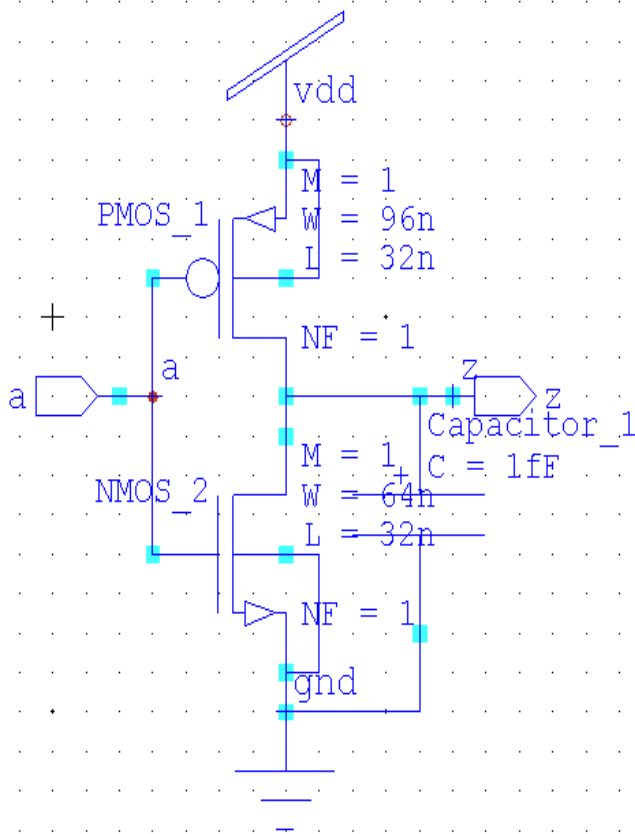 vdd
M = 1
PMOS_1
W = 96n
L = 32n
NF = 1
a
a
z
z
Capacitor_1
C = 1fF
M = 1
+
NMOS_2
W = 64n
L = 32n
NF = 1
gnd